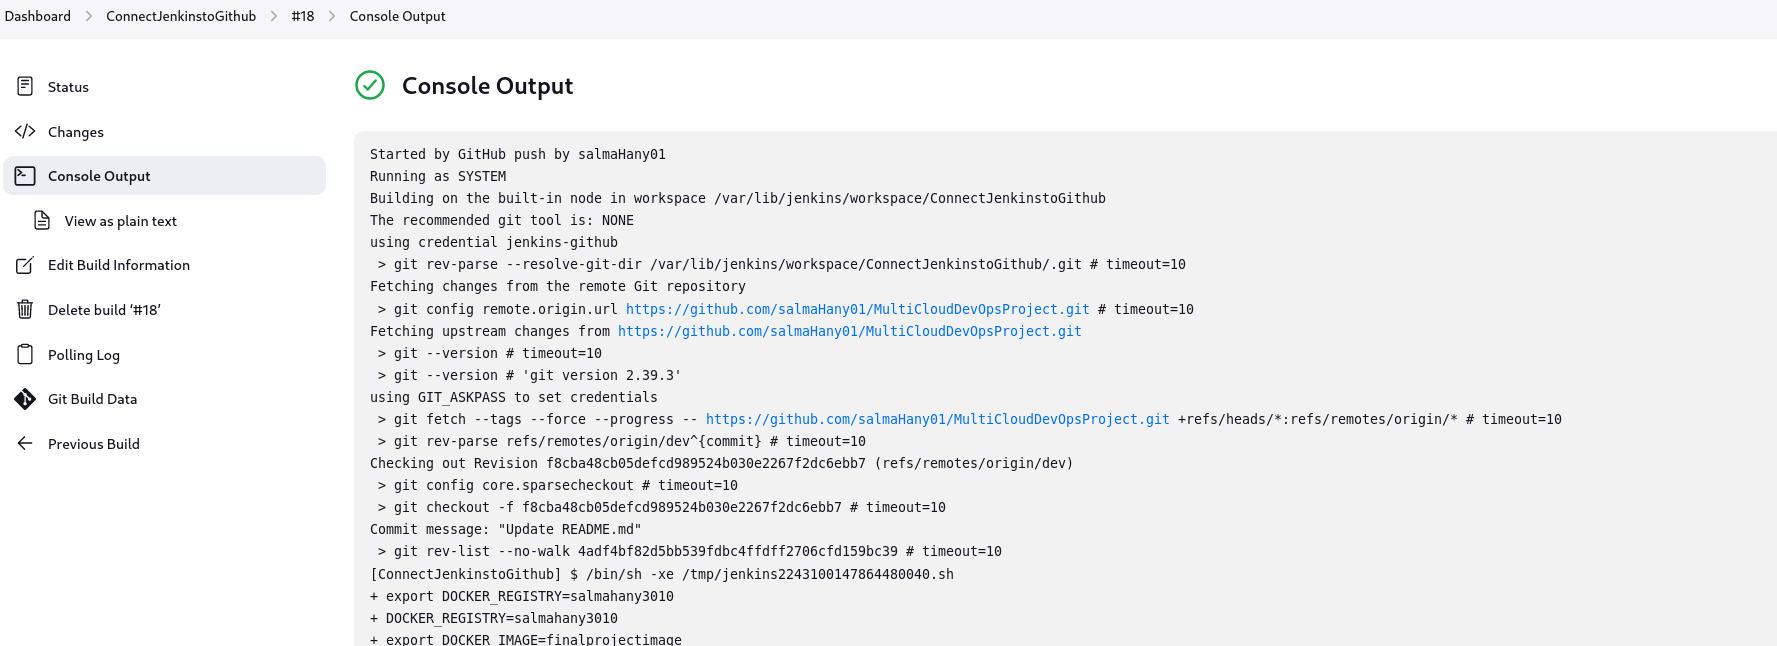 Dashboard > ConnectJenkinstoGithub > #18 > Console Output
Status
Changes
Console Output
View as plain text
Edit Build Information
Delete build ‘#18’
Polling Log
Git Build Data
Previous Build
Console Output
Started by GitHub push by salmaHany01
Running as SYSTEM
Building on the built-in node in workspace /var/lib/jenkins/workspace/ConnectJenkinstoGithub
The recommended git tool is: NONE
using credential jenkins-github
 > git rev-parse --resolve-git-dir /var/lib/jenkins/workspace/ConnectJenkinstoGithub/.git # timeout=10
Fetching changes from the remote Git repository
 > git config remote.origin.url https://github.com/salmaHany01/MultiCloudDevOpsProject.git # timeout=10
Fetching upstream changes from https://github.com/salmaHany01/MultiCloudDevOpsProject.git
 > git --version # timeout=10
 > git --version # 'git version 2.39.3'
using GIT_ASKPASS to set credentials
 > git fetch --tags --force --progress -- https://github.com/salmaHany01/MultiCloudDevOpsProject.git +refs/heads/*:refs/remotes/origin/* # timeout=10
 > git rev-parse refs/remotes/origin/dev^{commit} # timeout=10
Checking out Revision f8cba48cb05defcd989524b030e2267f2dc6ebb7 (refs/remotes/origin/dev)
 > git config core.sparsecheckout # timeout=10
 > git checkout -f f8cba48cb05defcd989524b030e2267f2dc6ebb7 # timeout=10
Commit message: "Update README.md"
 > git rev-list --no-walk 4adf4bf82d5bb539fdbc4ffdff2706cfd159bc39 # timeout=10
[ConnectJenkinstoGithub] $ /bin/sh -xe /tmp/jenkins2243100147864480040.sh
+ export DOCKER_REGISTRY=salmahany3010
+ DOCKER_REGISTRY=salmahany3010
+ export DOCKER_IMAGE=finalprojectimage